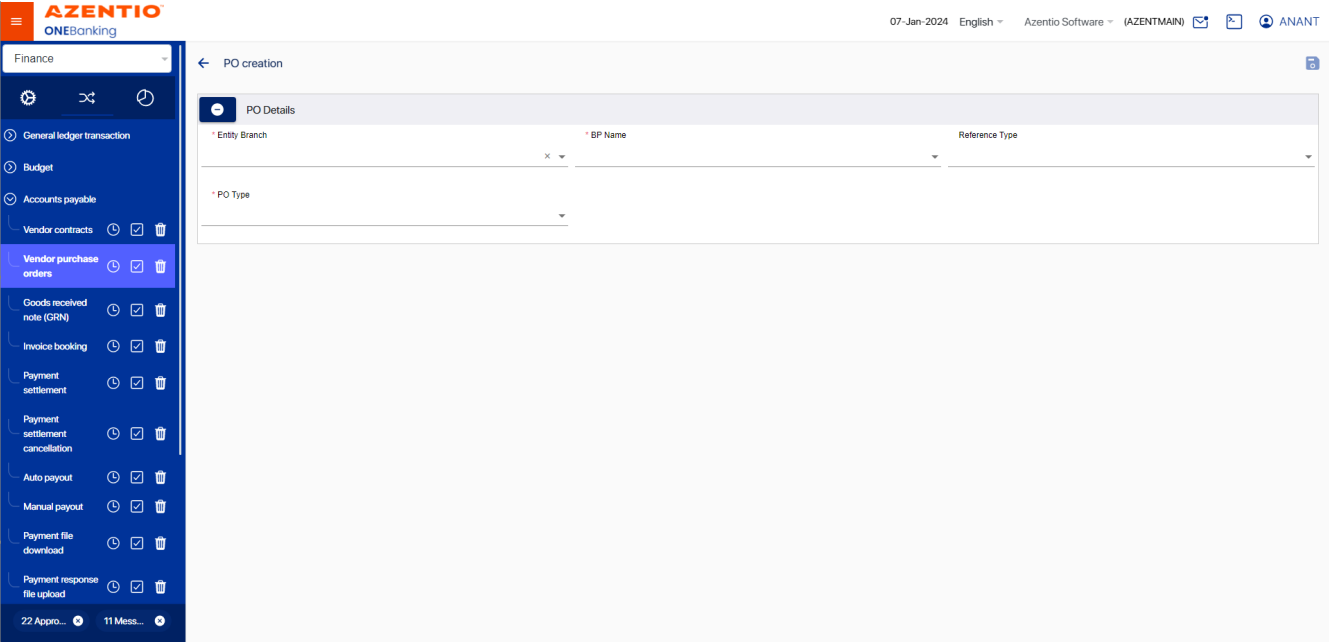 AZENTIO
ONEBanking
07-Jan-2024 English Azentio Software (AZENTMAIN) ANANT
Finance
PO creation
General ledger transaction
Budget
Accounts payable
Vendor contracts
Vendor purchase
orders
Goods received
note (GRN)
Invoice booking
Payment
settlement
Payment
settlement
cancellation
Auto payout
Manual payout
Payment file
download
Payment response
file upload
22 Appro... 11 Mess...
PO Details
* Entity Branch * BP Name Reference Type
* PO Type